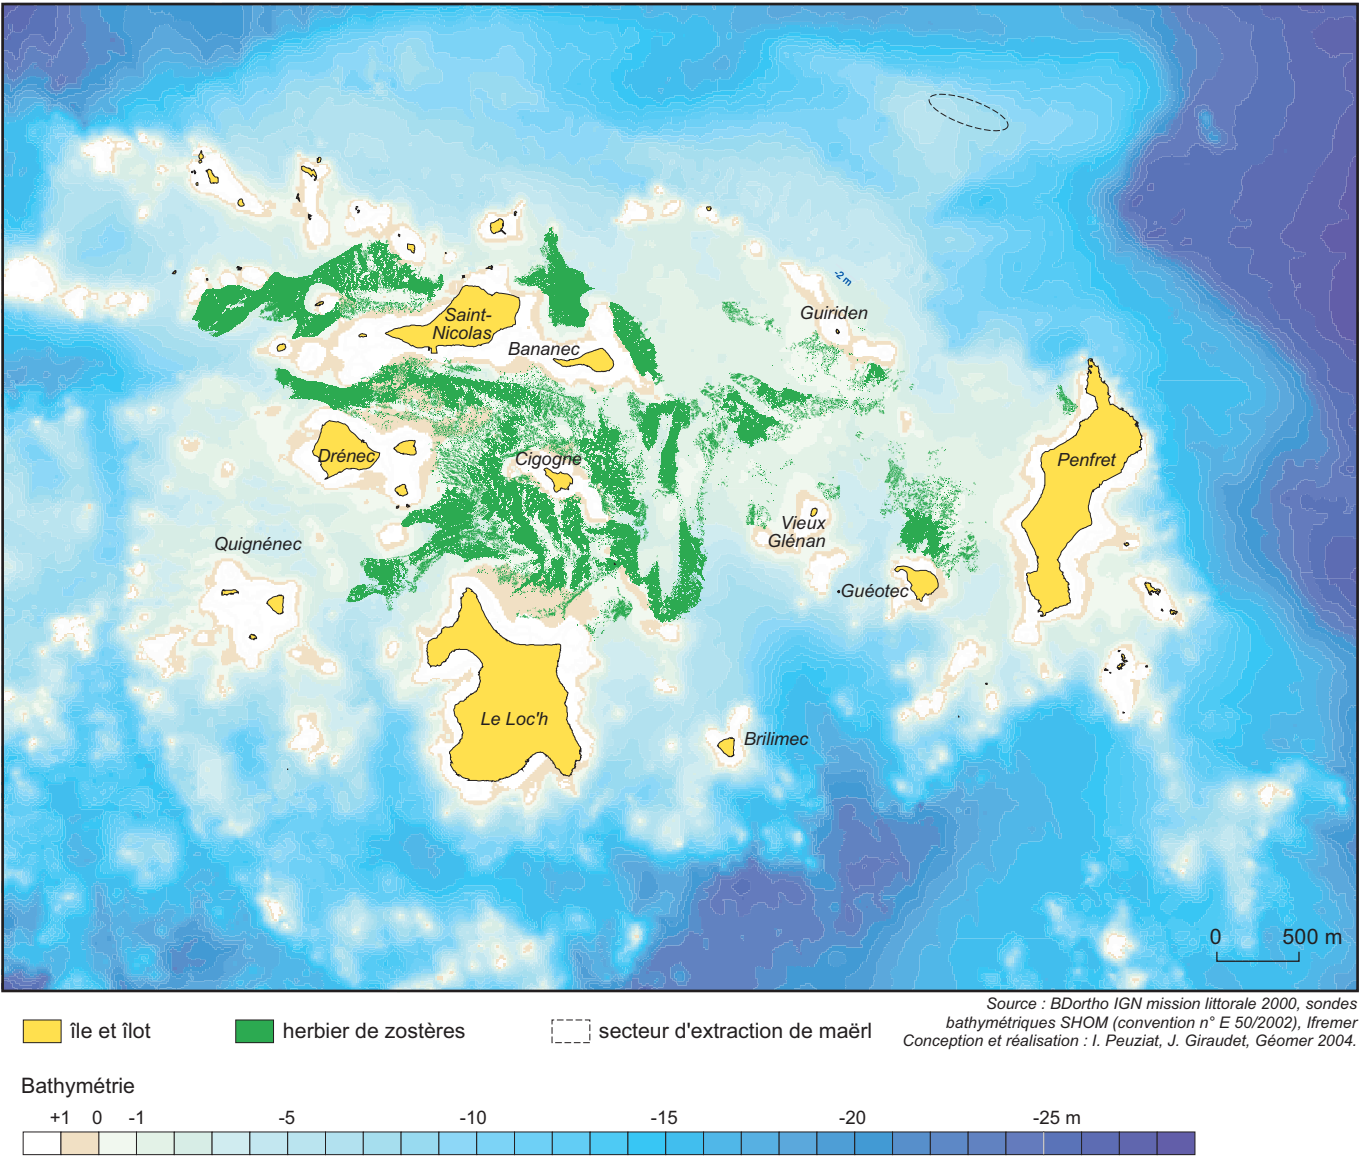 -2 m
Guiriden
Saint-
Nicolas
Bananec
Drénec
Cigogne
Penfret
Vieux
Glénan
Quignénec
Guéotec
Le Loc'h
Brilimec
0 500 m
Source : BDortho IGN mission littorale 2000, sondes
bathymétriques SHOM (convention n° E 50/2002), Ifremer
Conception et réalisation : I. Peuziat, J. Giraudet, Géomer 2004.
île et îlot
herbier de zostères
secteur d'extraction de maërl
Bathymétrie
+1 0 -1 -5 -10 -15 -20 -25 m